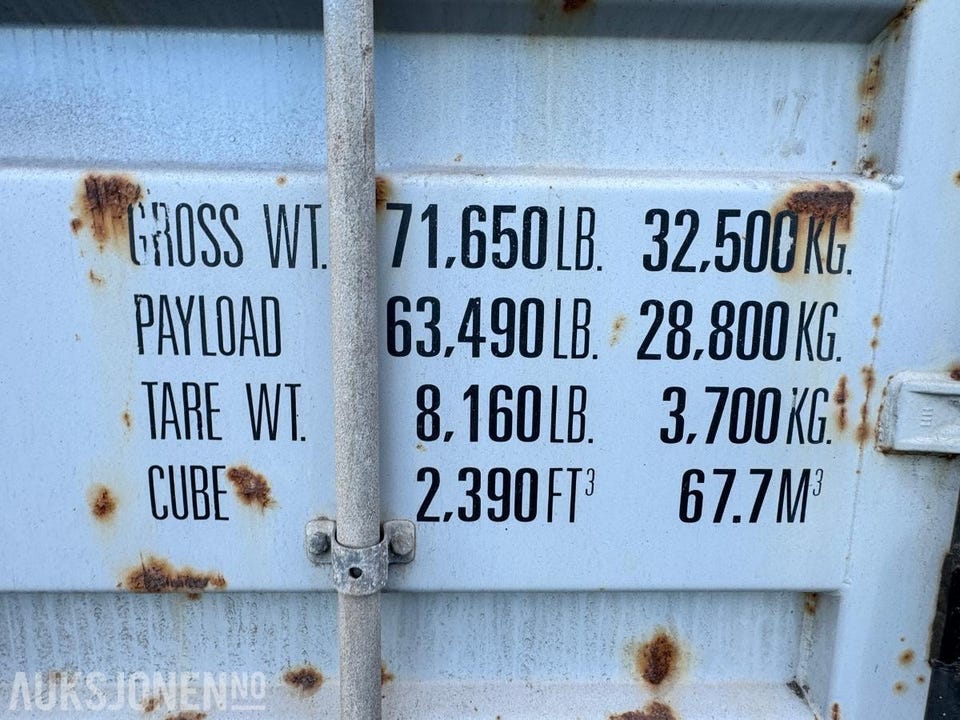 GROSS WT. 71,650 LB. 32,500 KG.
PAYLOAD 63,490 LB. 28,800 KG.
TARE WT. 8,160 LB. 3,700 KG.
CUBE 2,390 FT³ 67.7 M³
AUKSJONEN.NO